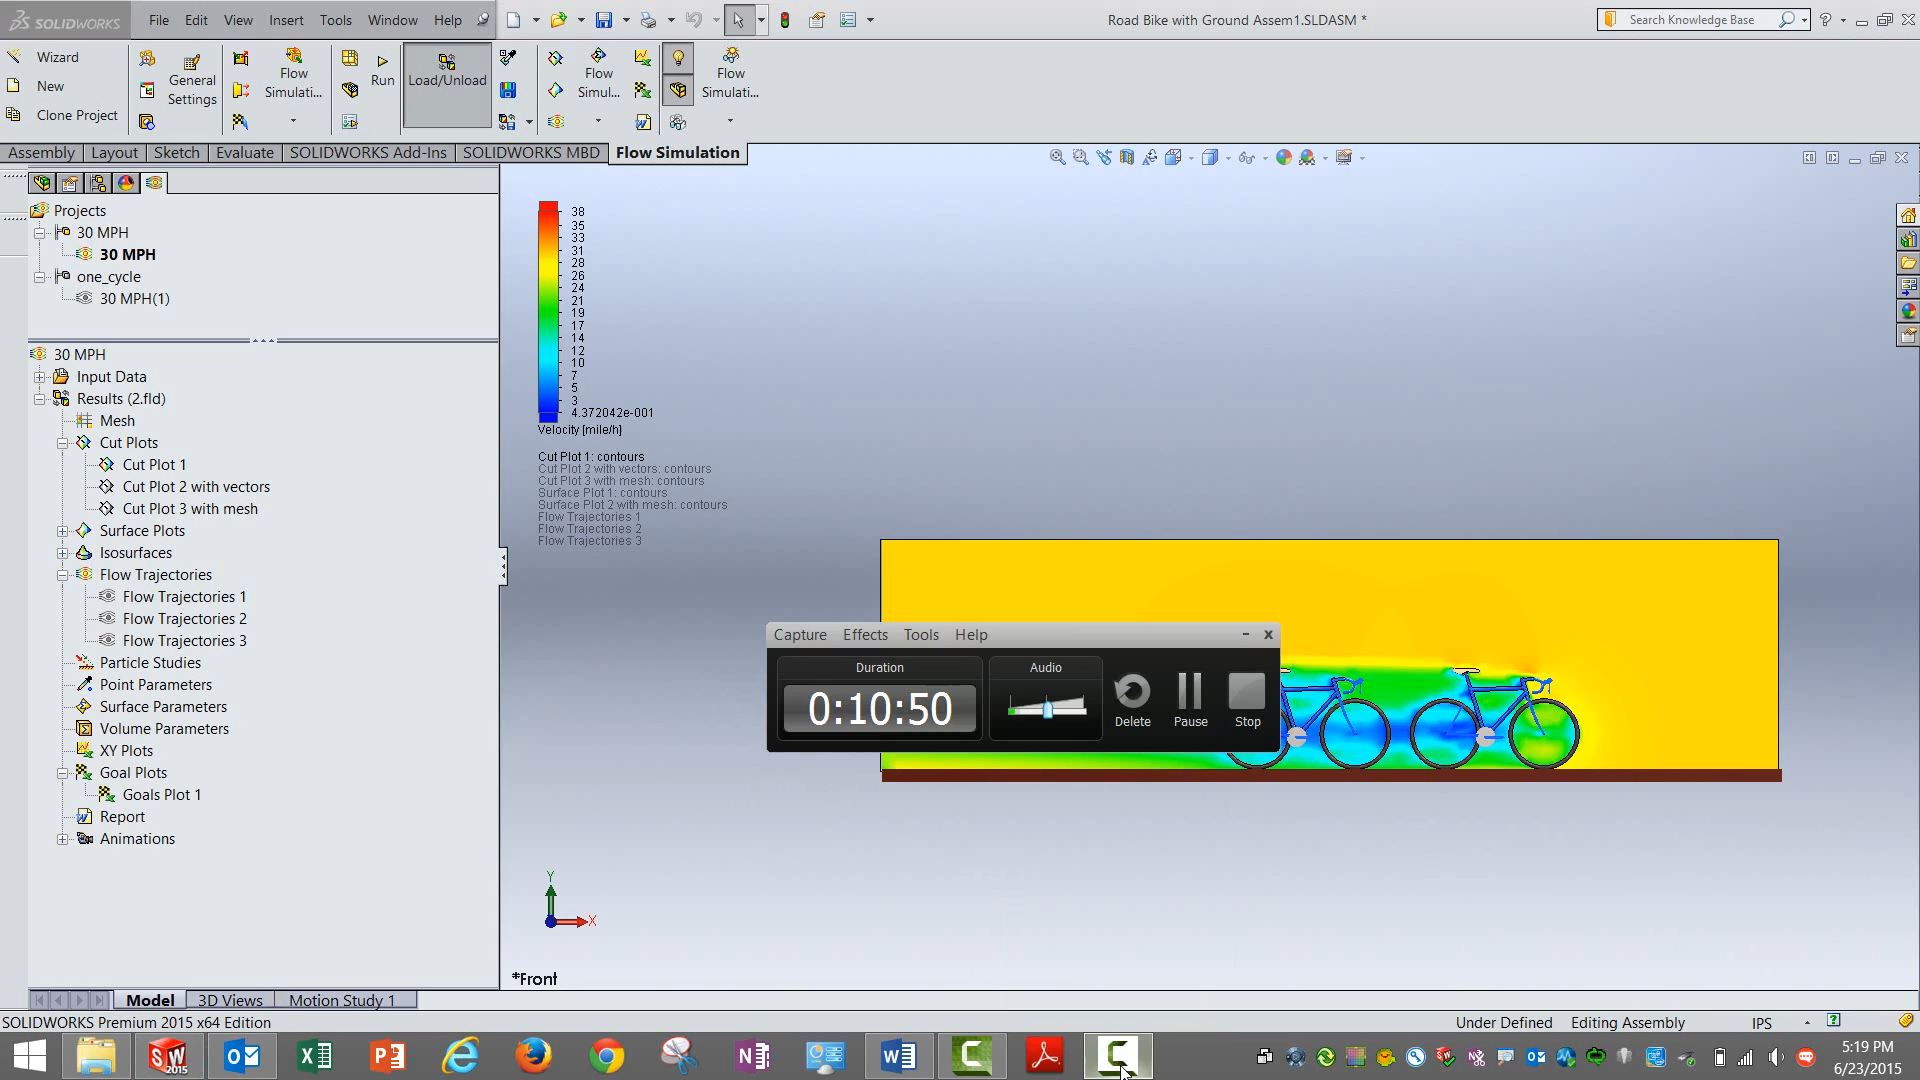 SOLIDWORKS
File Edit View Insert Tools Window Help
Road Bike with Ground Assem1.SLDASM *
Search Knowledge Base
Wizard
New
Clone Project
General Settings
Flow Simulati...
Run
Load/Unload
Flow Simul...
Flow Simulati...
Assembly Layout Sketch Evaluate SOLIDWORKS Add-Ins SOLIDWORKS MBD Flow Simulation
Projects
30 MPH
30 MPH
one_cycle
30 MPH(1)
30 MPH
Input Data
Results (2.fld)
Mesh
Cut Plots
Cut Plot 1
Cut Plot 2 with vectors
Cut Plot 3 with mesh
Surface Plots
Isosurfaces
Flow Trajectories
Flow Trajectories 1
Flow Trajectories 2
Flow Trajectories 3
Particle Studies
Point Parameters
Surface Parameters
Volume Parameters
XY Plots
Goal Plots
Goals Plot 1
Report
Animations
38
35
33
31
28
26
24
21
19
17
14
12
10
7
5
3
4.372042e-001
Velocity [mile/h]
Cut Plot 1: contours
Cut Plot 2 with vectors: contours
Cut Plot 3 with mesh: contours
Surface Plot 1: contours
Surface Plot 2 with mesh: contours
Flow Trajectories 1
Flow Trajectories 2
Flow Trajectories 3
Capture Effects Tools Help
Duration
0:10:50
Audio
Delete Pause Stop
Y
X
*Front
Model 3D Views Motion Study 1
SOLIDWORKS Premium 2015 x64 Edition
Under Defined Editing Assembly IPS
5:19 PM
6/23/2015